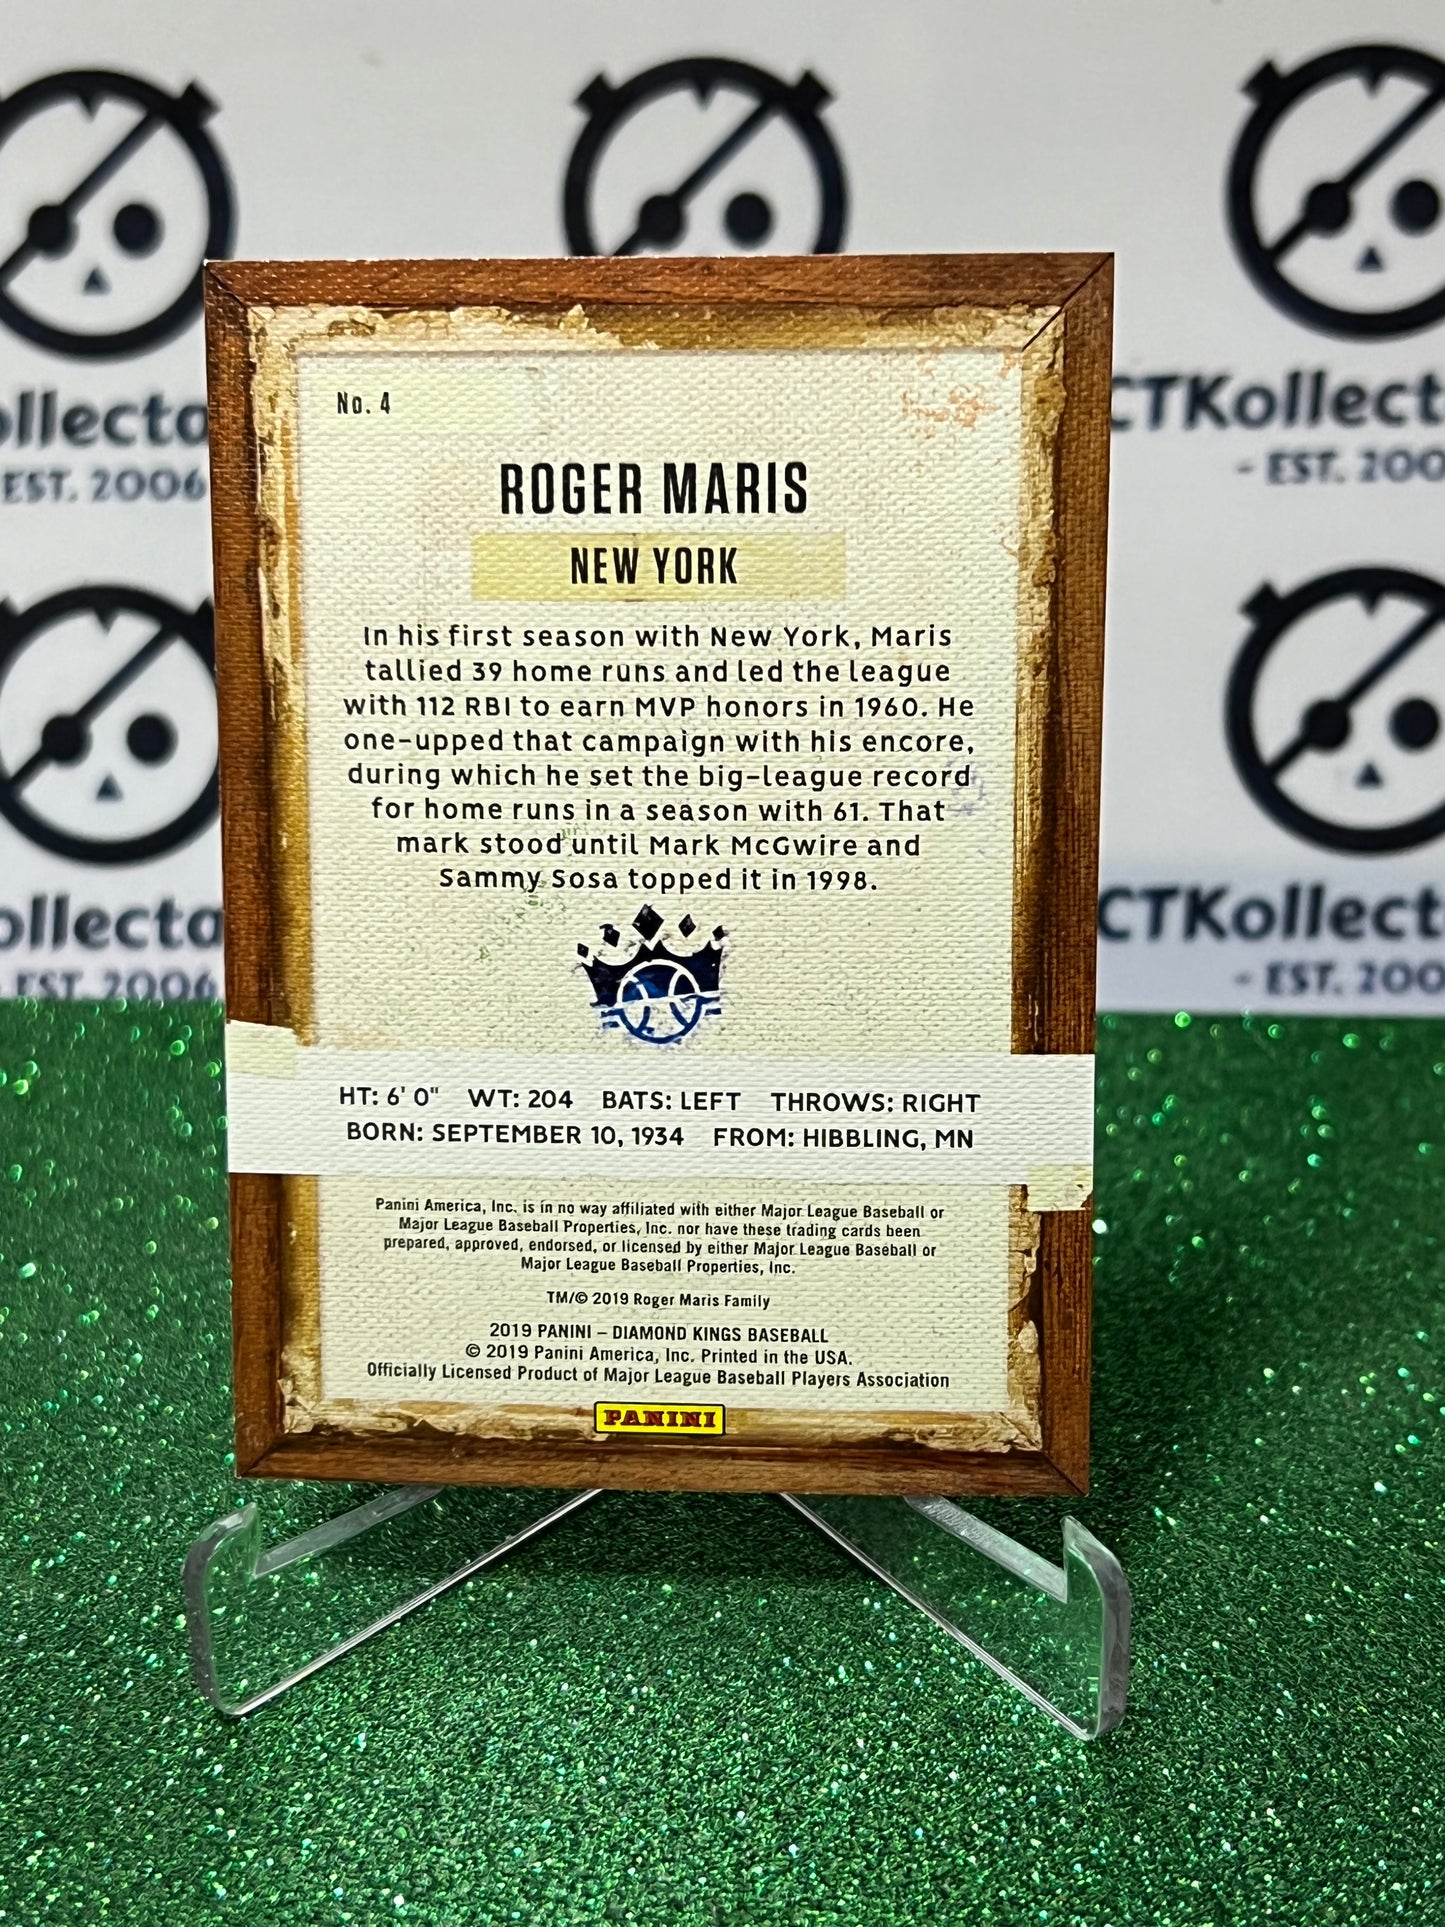 ollecta
EST. 2006
CTKollect
- EST. 200
No. 4
ROGER MARIS
NEW YORK
In his first season with New York, Maris
tallied 39 home runs and led the league
with 112 RBI to earn MVP honors in 1960. He
one-upped that campaign with his encore,
during which he set the big-league record
for home runs in a season with 61. That
mark stood until Mark McGwire and
Sammy Sosa topped it in 1998.
ollecta
EST. 2006
CTKollect
- EST. 200
HT: 6' 0" WT: 204 BATS: LEFT THROWS: RIGHT
BORN: SEPTEMBER 10, 1934 FROM: HIBBLING, MN
Panini America, Inc. is in no way affiliated with either Major League Baseball or
Major League Baseball Properties, Inc. nor have these trading cards been
prepared, approved, endorsed, or licensed by either Major League Baseball or
Major League Baseball Properties, Inc.
TM/© 2019 Roger Maris Family
2019 PANINI – DIAMOND KINGS BASEBALL
© 2019 Panini America, Inc. Printed in the USA.
Officially Licensed Product of Major League Baseball Players Association
PANINI